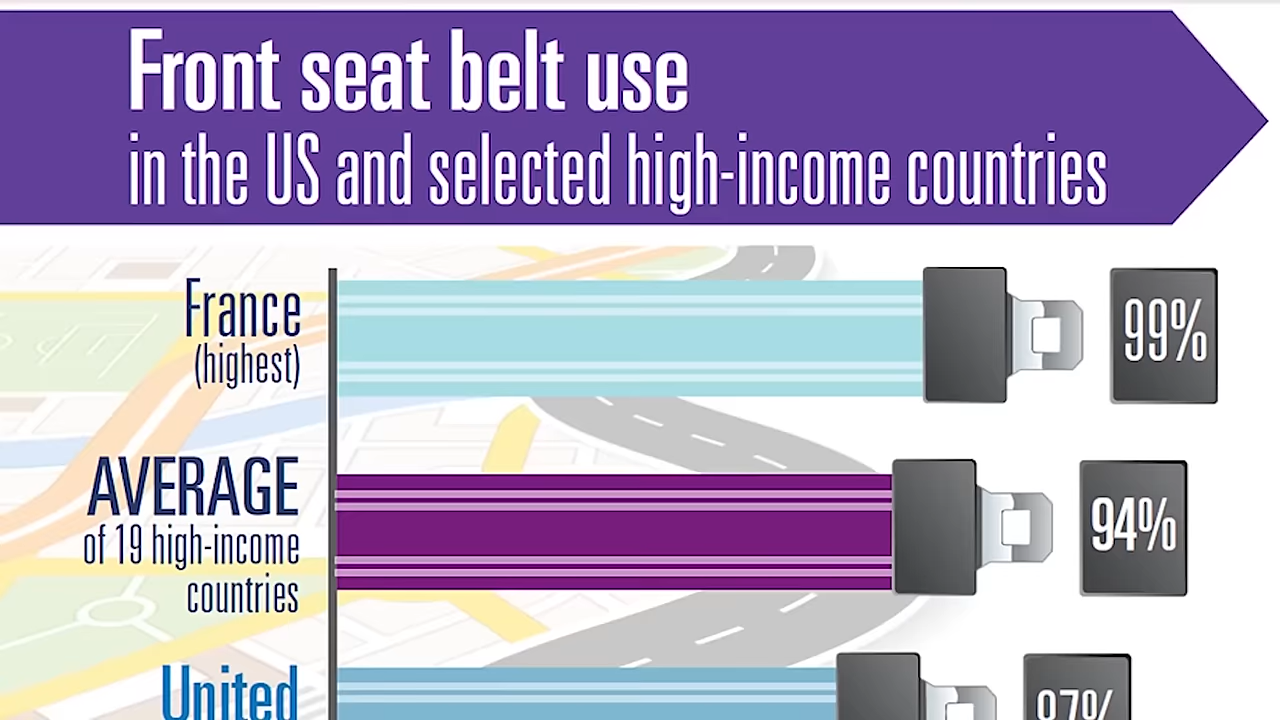 Front seat belt use
in the US and selected high-income countries
France
(highest)
99%
AVERAGE
of 19 high-income
countries
94%
United
87%